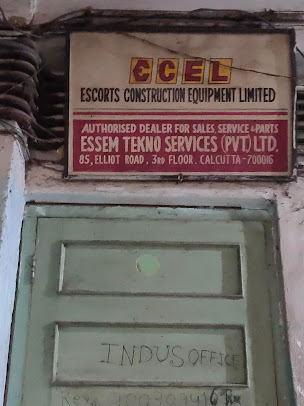 ECEL
ESCORTS CONSTRUCTION EQUIPMENT LIMITED
AUTHORISED DEALER FOR SALES, SERVICE & PARTS
ESSEM TEKNO SERVICES (PVT) LTD.
85, ELLIOT ROAD, 3RD FLOOR. CALCUTTA-700016
INDUS OFFICE